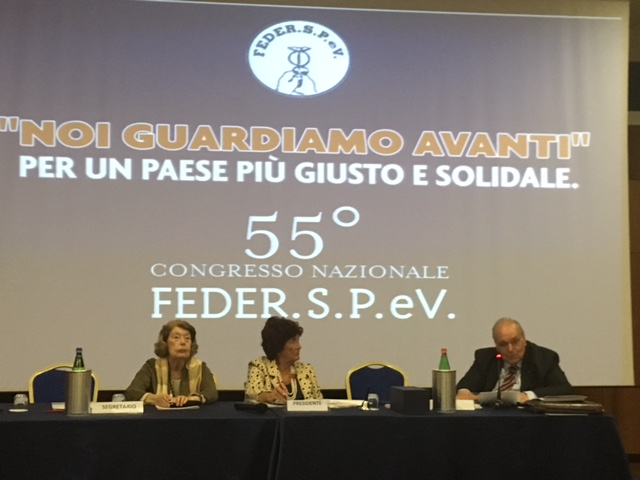 FEDER.S.P.eV.
"NOI GUARDIAMO AVANTI"
PER UN PAESE PIÙ GIUSTO E SOLIDALE.
55°
CONGRESSO NAZIONALE
FEDER.S.P.eV.
SEGRETARIO
PRESIDENTE